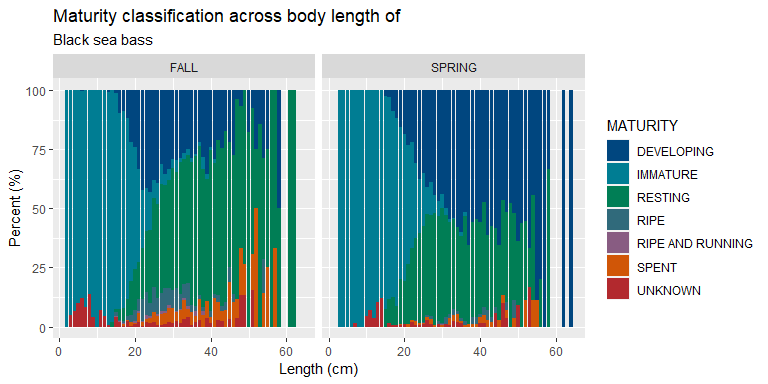 Maturity classification across body length of
Black sea bass
FALL
SPRING
100
75
50
25
0
Percent (%)
0 20 40 60
0 20 40 60
Length (cm)
MATURITY
DEVELOPING
IMMATURE
RESTING
RIPE
RIPE AND RUNNING
SPENT
UNKNOWN